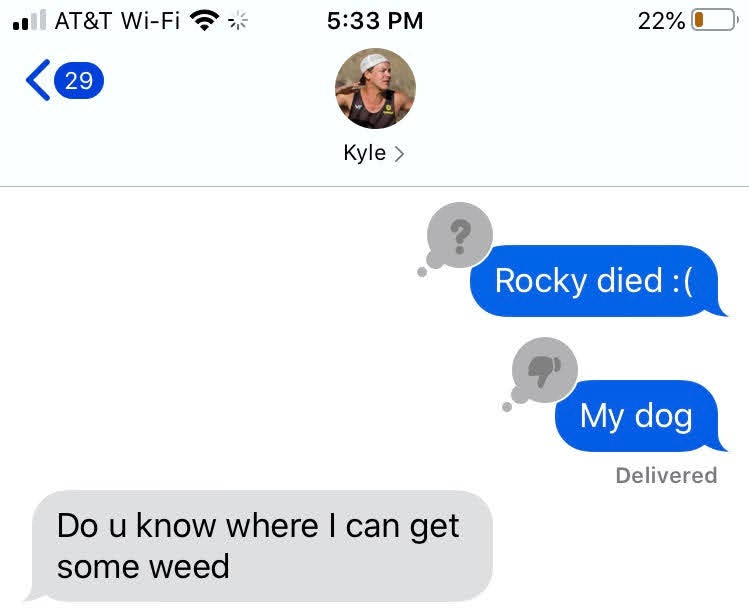 AT&T Wi-Fi 5:33 PM 22%
29
Kyle
?
Rocky died :(
My dog
Delivered
Do u know where I can get
some weed